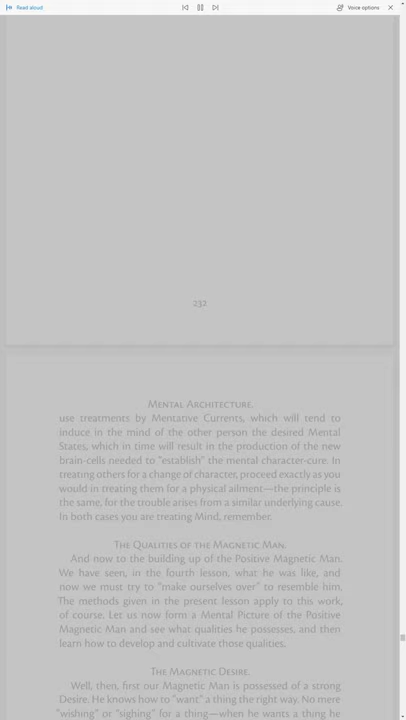 Read aloud
Voice options
232
Mental Architecture.
use treatments by Mentative Currents, which will tend to
induce in the mind of the other person the desired Mental
States, which in time will result in the production of the new
brain-cells needed to "establish" the mental character-cure. In
treating others for a change of character, proceed exactly as you
would in treating them for a physical ailment—the principle is
the same, for the trouble arises from a similar underlying cause.
In both cases you are treating Mind, remember.
The Qualities of the Magnetic Man.
And now to the building up of the Positive Magnetic Man.
We have seen, in the fourth lesson, what he was like, and
now we must try to "make ourselves over" to resemble him.
The methods given in the present lesson apply to this work,
of course. Let us now form a Mental Picture of the Positive
Magnetic Man and see what qualities he possesses, and then
learn how to develop and cultivate those qualities.
The Magnetic Desire.
Well, then, first our Magnetic Man is possessed of a strong
Desire. He knows how to "want" a thing the right way. No mere
"wishing" or "sighing" for a thing—when he wants a thing he